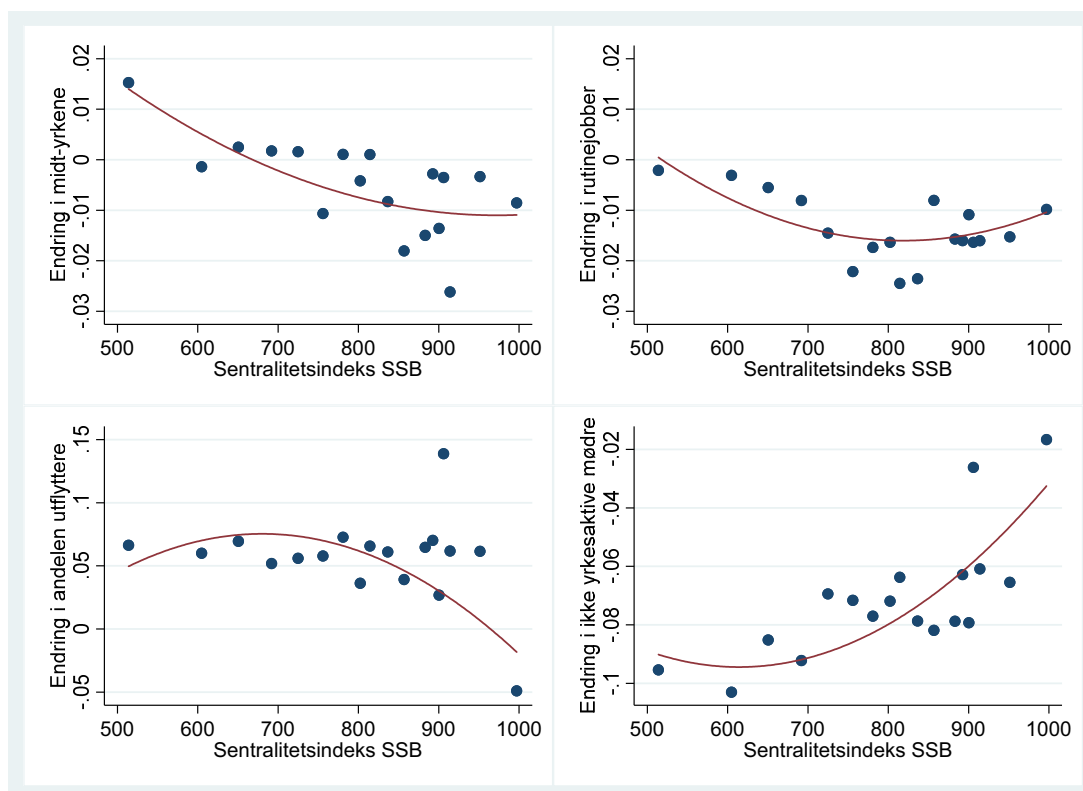 Endring i midt-yrkene
.02
.01
0
-.01
-.02
-.03
500 600 700 800 900 1000
Sentralitetsindeks SSB
Endring i rutinejobber
.02
.01
0
-.01
-.02
-.03
500 600 700 800 900 1000
Sentralitetsindeks SSB
Endring i andelen utflyttere
.15
.1
.05
0
-.05
500 600 700 800 900 1000
Sentralitetsindeks SSB
Endring i ikke yrkesaktive mødre
-.02
-.04
-.06
-.08
-.1
500 600 700 800 900 1000
Sentralitetsindeks SSB